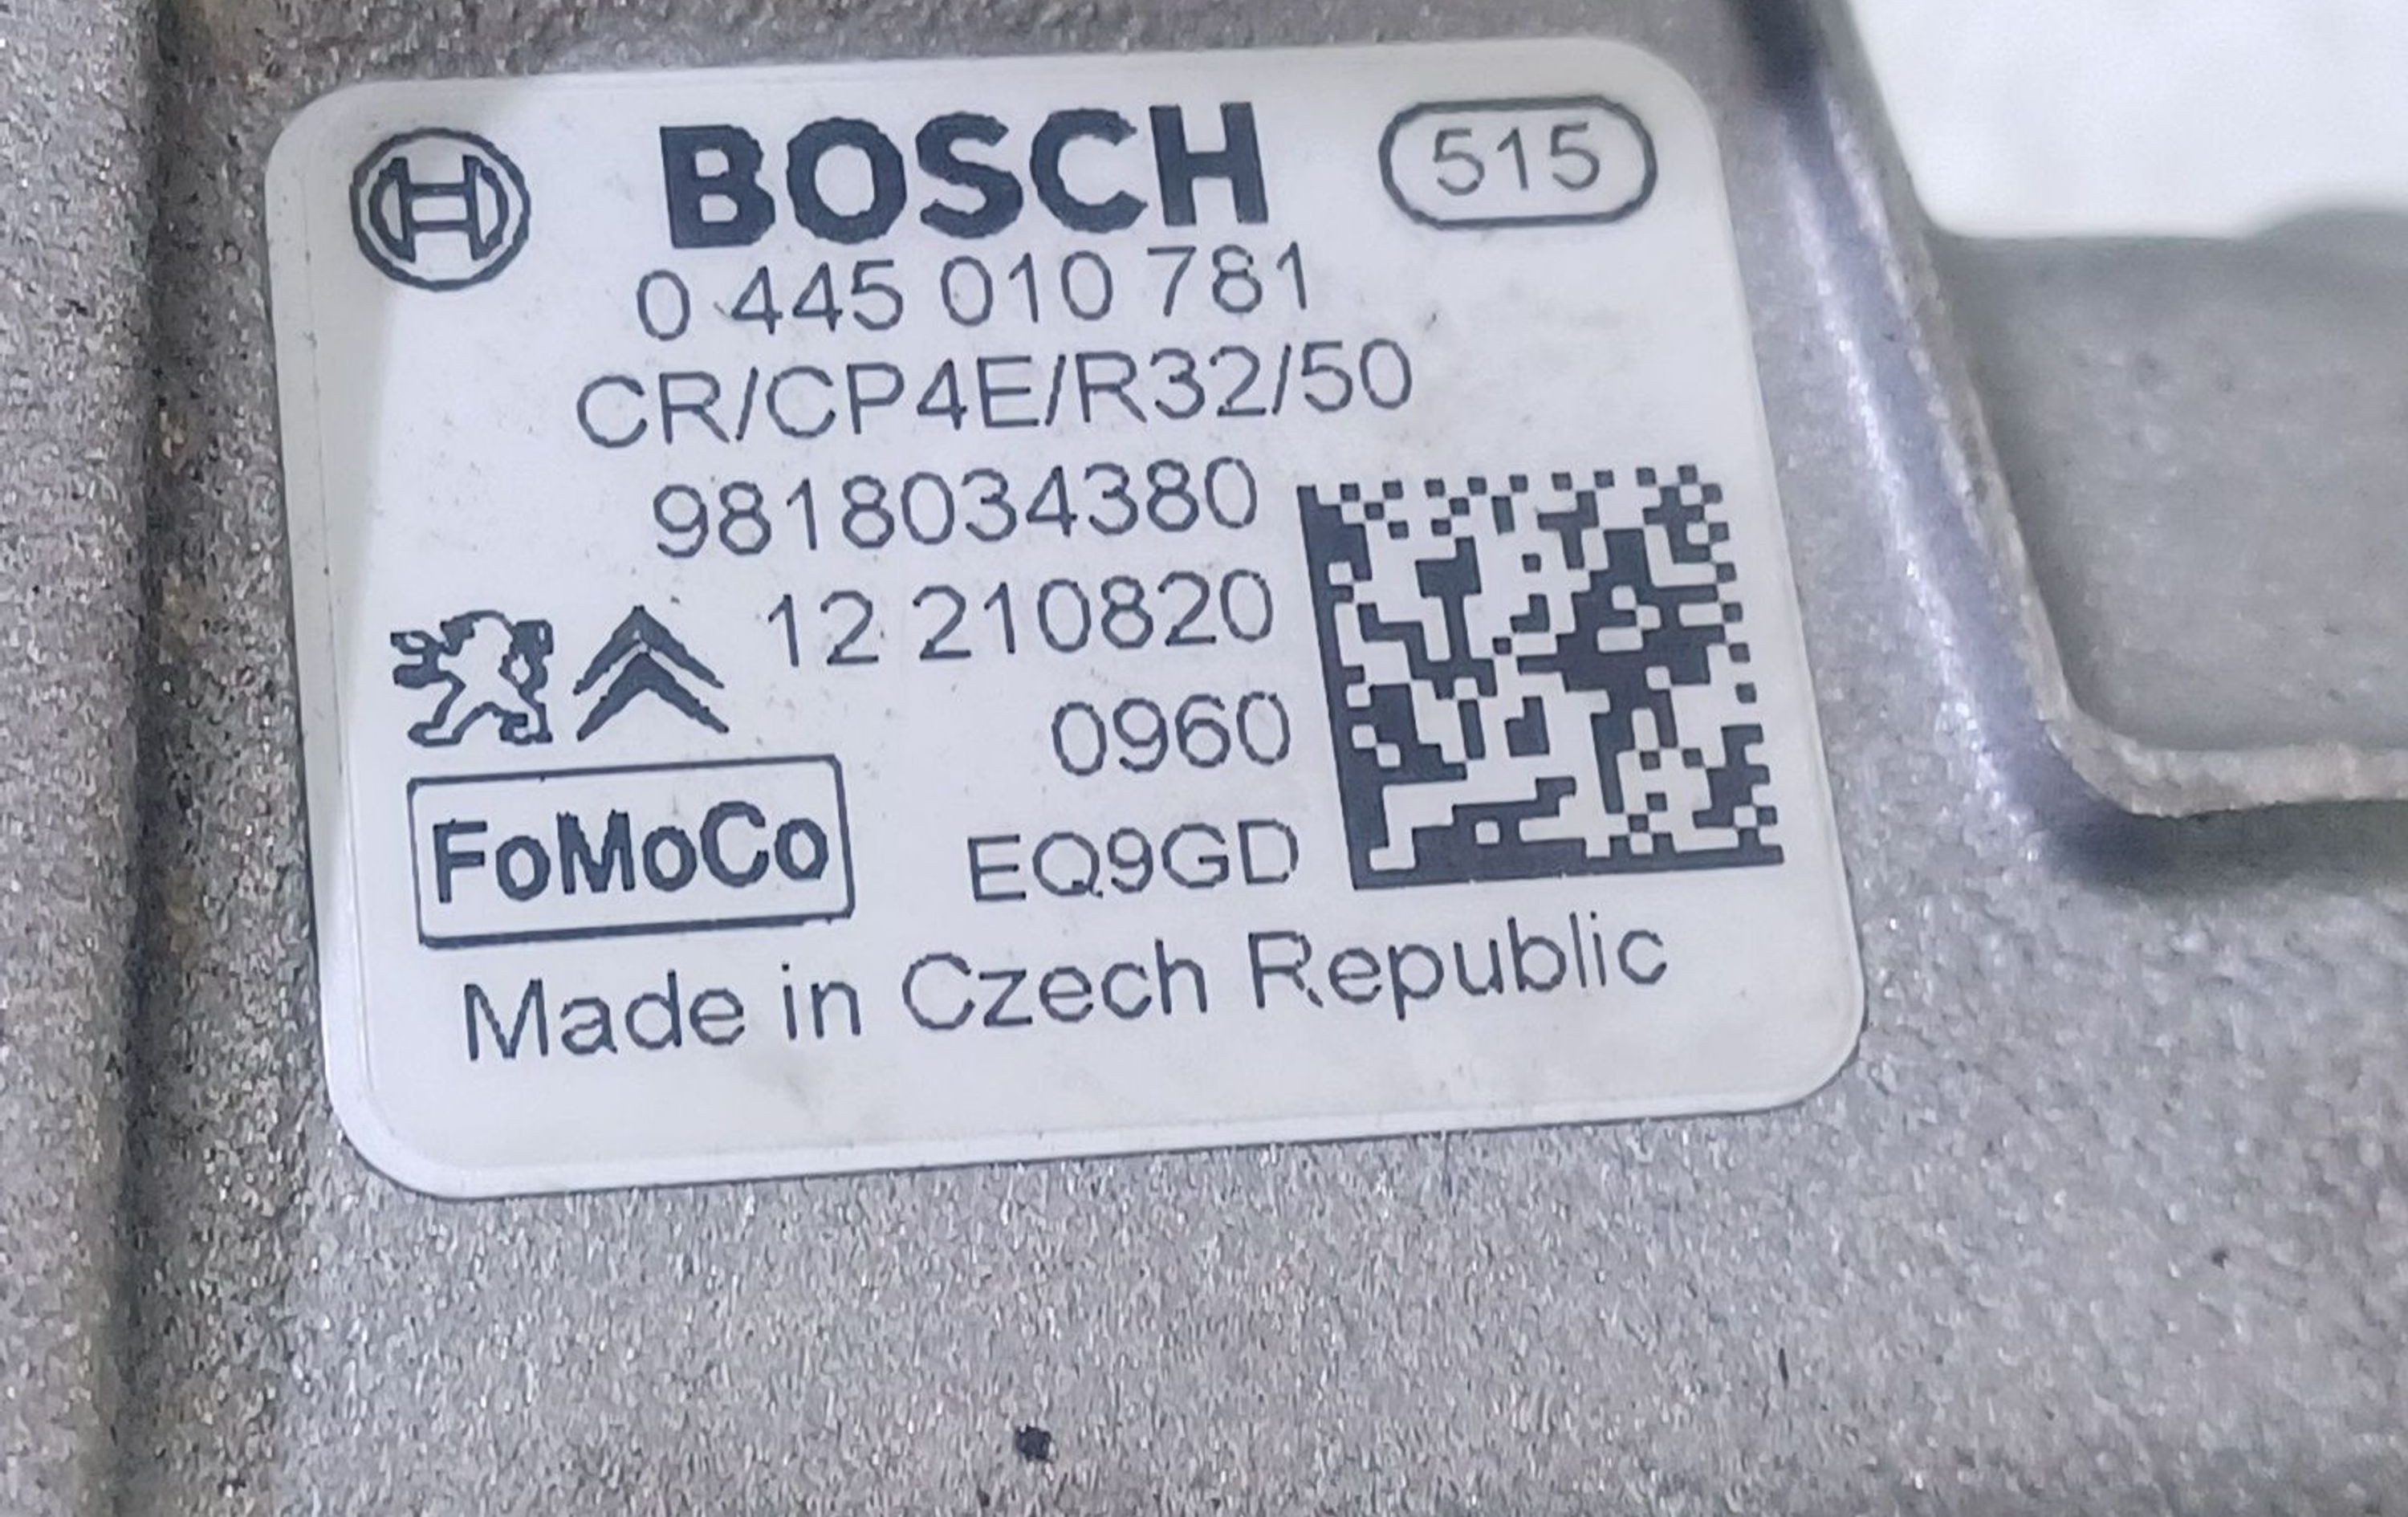 BOSCH 515
0 445 010 781
CR/CP4E/R32/50
9818034380
12 210820
0960
FoMoCo EQ9GD
Made in Czech Republic